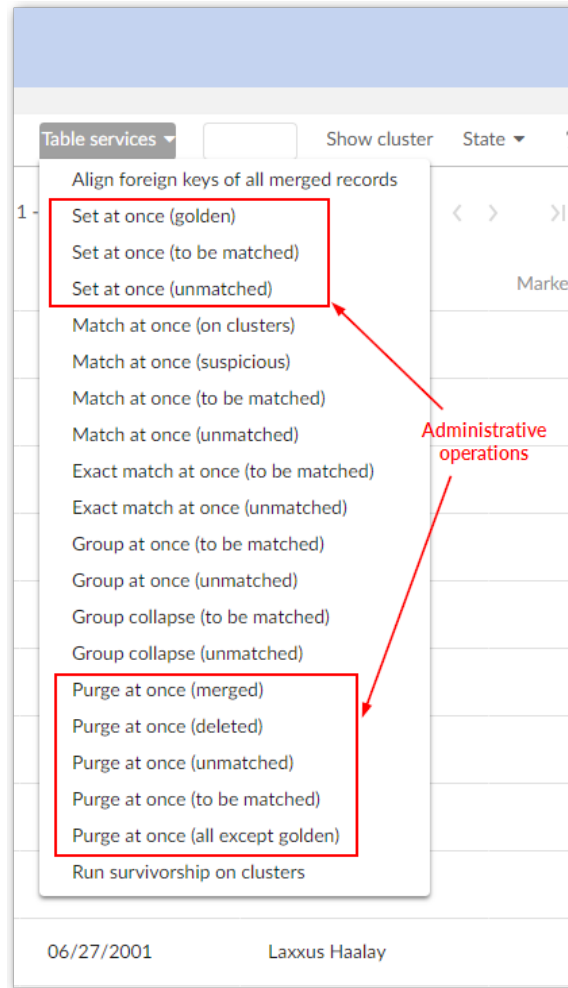 Table services Show cluster State
Align foreign keys of all merged records
1 -
Set at once (golden)
Set at once (to be matched)
Set at once (unmatched)
Marke
Match at once (on clusters)
Match at once (suspicious)
Match at once (to be matched)
Match at once (unmatched)
Administrative
operations
Exact match at once (to be matched)
Exact match at once (unmatched)
Group at once (to be matched)
Group at once (unmatched)
Group collapse (to be matched)
Group collapse (unmatched)
Purge at once (merged)
Purge at once (deleted)
Purge at once (unmatched)
Purge at once (to be matched)
Purge at once (all except golden)
Run survivorship on clusters
06/27/2001 Laxxus Haalay